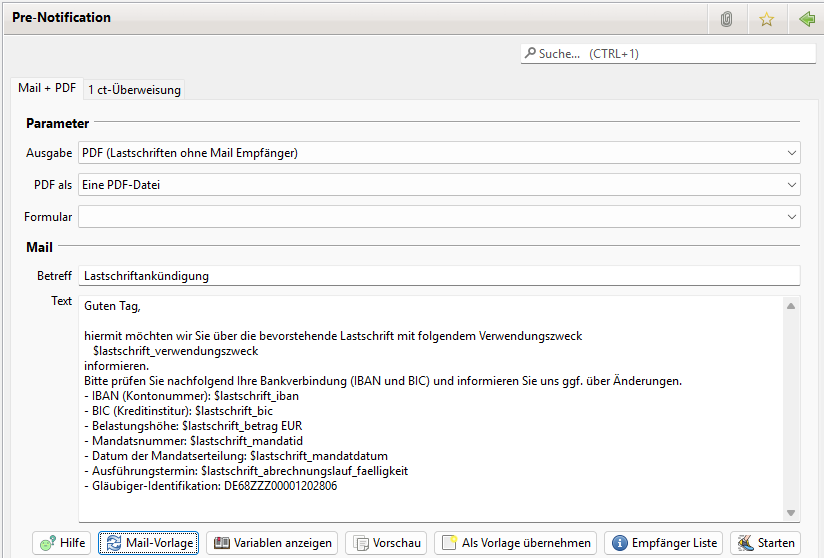 Pre-Notification
Suche... (CTRL+1)
Mail + PDF
1 ct-Überweisung
Parameter
Ausgabe PDF (Lastschriften ohne Mail Empfänger)
PDF als Eine PDF-Datei
Formular
Mail
Betreff Lastschriftankündigung
Text Guten Tag,
hiermit möchten wir Sie über die bevorstehende Lastschrift mit folgendem Verwendungszweck
$lastschrift_verwendungszweck
informieren.
Bitte prüfen Sie nachfolgend Ihre Bankverbindung (IBAN und BIC) und informieren Sie uns ggf. über Änderungen.
- IBAN (Kontonummer): $lastschrift_iban
- BIC (Kreditinstitur): $lastschrift_bic
- Belastungshöhe: $lastschrift_betrag EUR
- Mandatsnummer: $lastschrift_mandatid
- Datum der Mandatserteilung: $lastschrift_mandatdatum
- Ausführungstermin: $lastschrift_abrechnungslauf_faelligkeit
- Gläubiger-Identifikation: DE68ZZZ00001202806
Hilfe Mail-Vorlage Variablen anzeigen Vorschau Als Vorlage übernehmen Empfänger Liste Starten